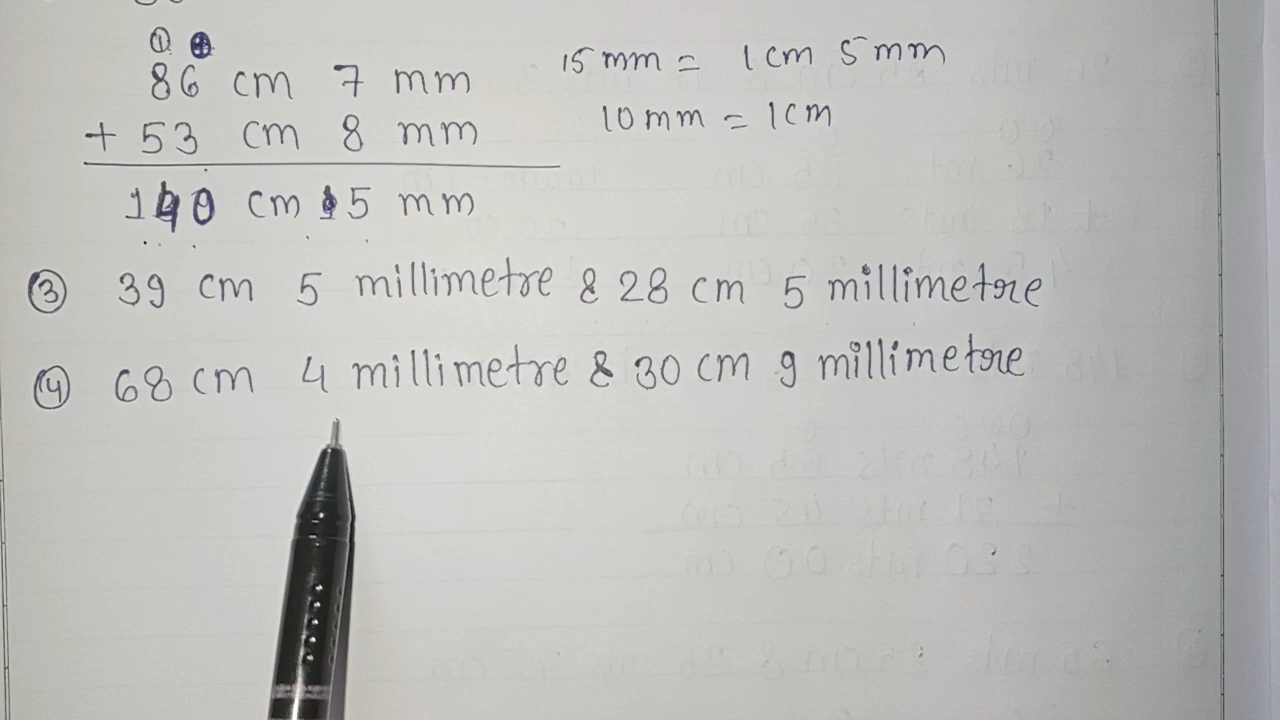 ①
86 cm 7 mm
+ 53 cm 8 mm
140 cm 5 mm
15 mm = 1 cm 5 mm
10 mm = 1 cm
③ 39 cm 5 millimetre & 28 cm 5 millimetre
④ 68 cm 4 millimetre & 30 cm 9 millimetre